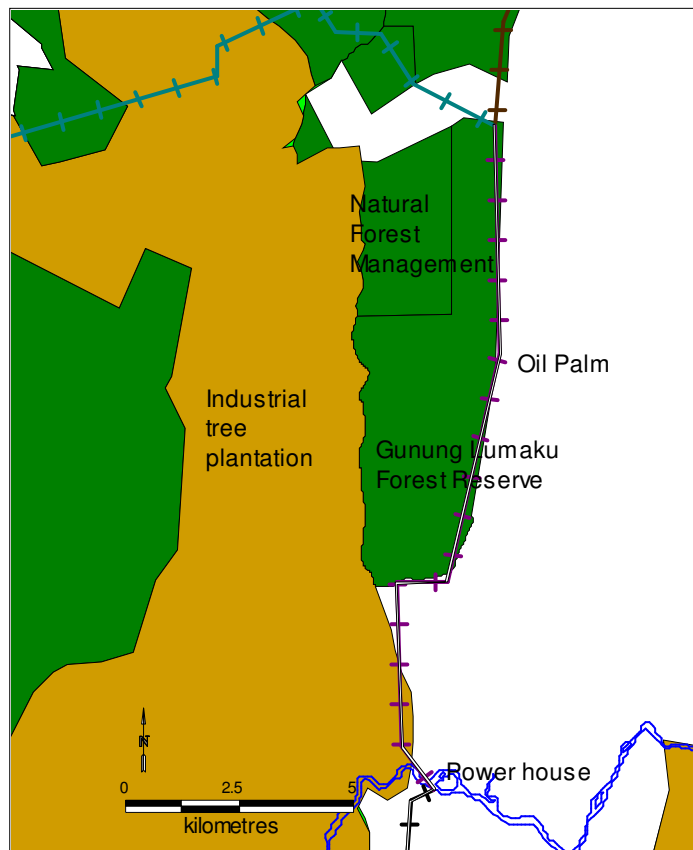 Natural
Forest
Management
Oil Palm
Industrial
tree
plantation
Gunung Lumaku
Forest Reserve
N
Power house
0 2.5 5
kilometres